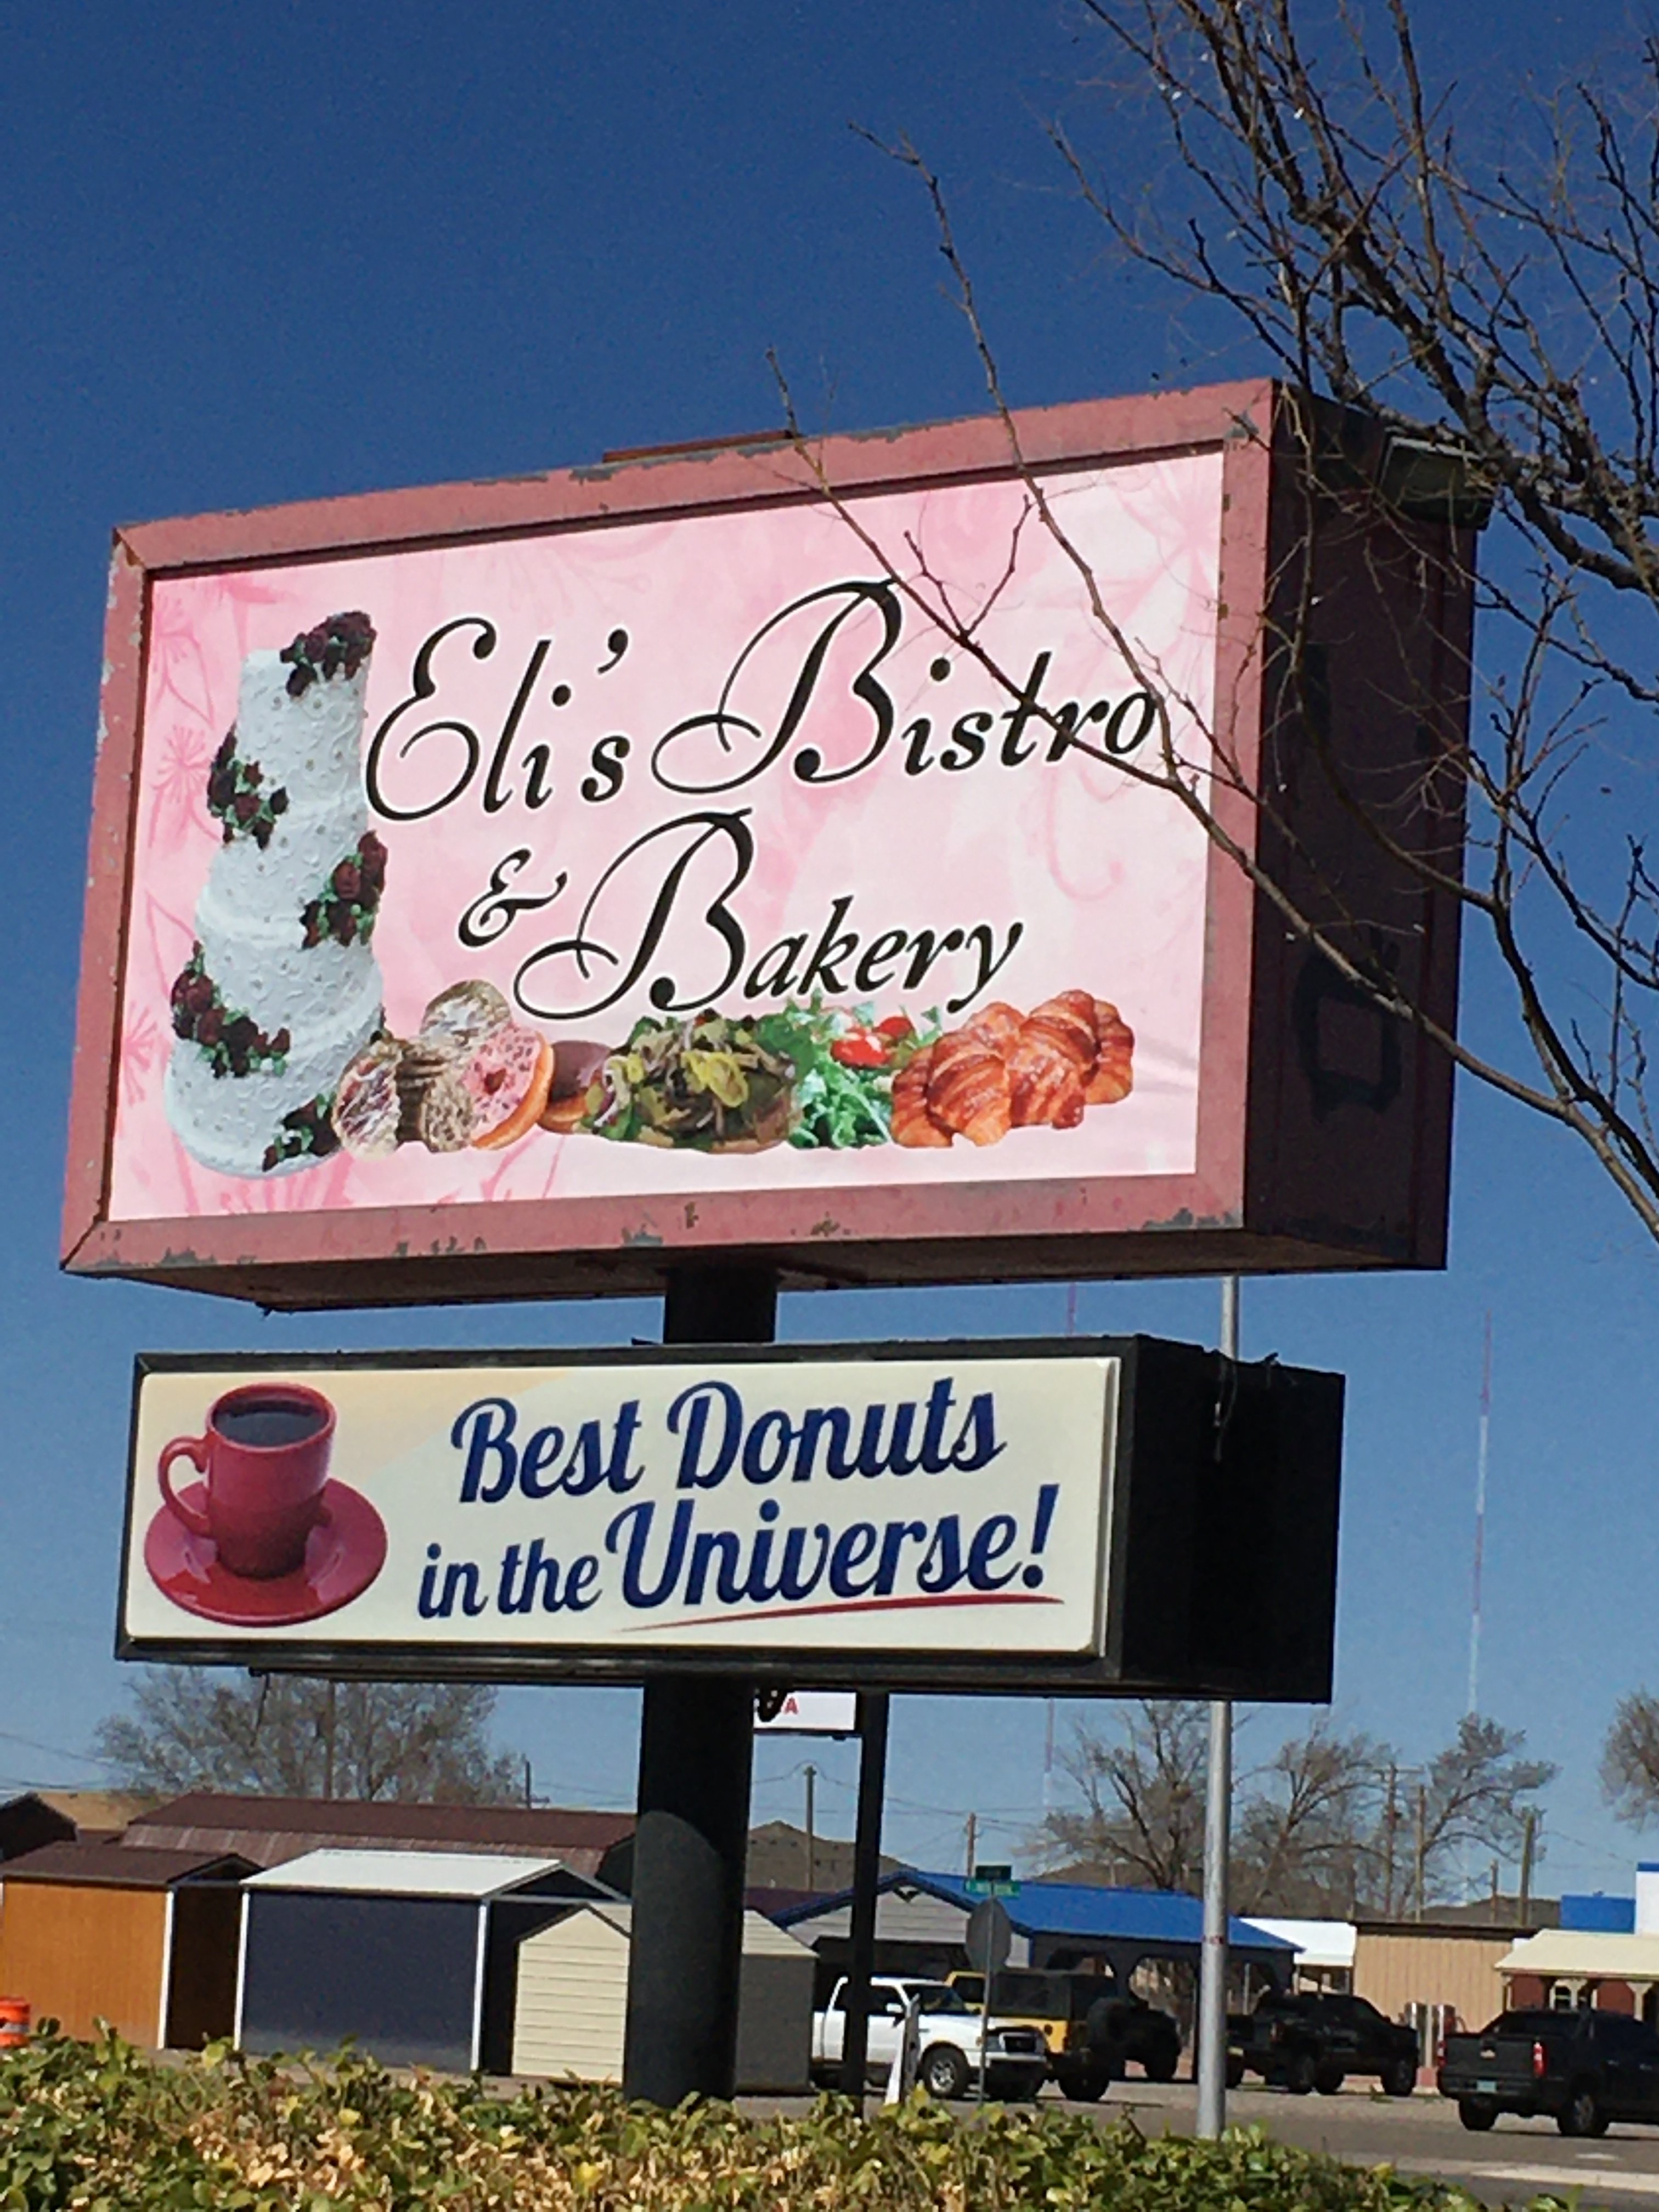 Eli's Bistro
& Bakery
Best Donuts
in the Universe!